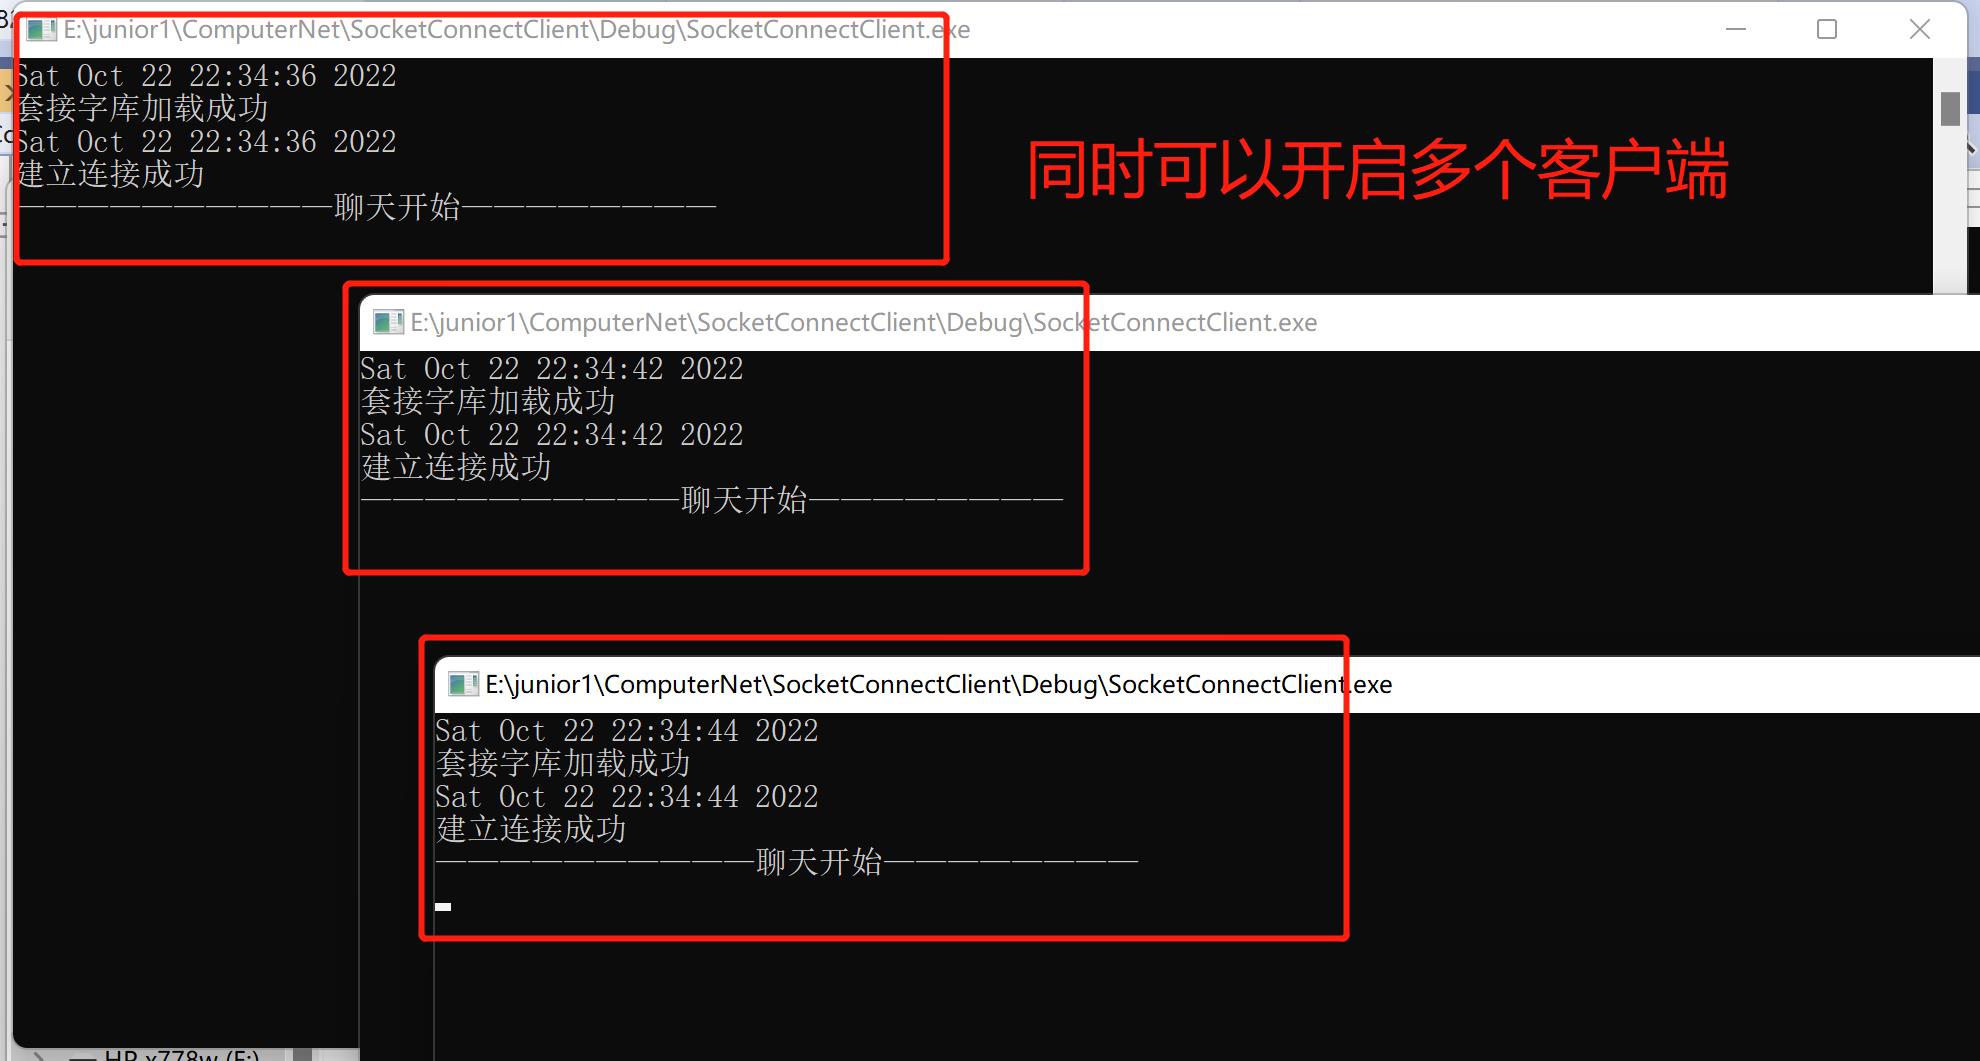 E:\junior1\ComputerNet\SocketConnectClient\Debug\SocketConnectClient.exe
Sat Oct 22 22:34:36 2022
套接字库加载成功
Sat Oct 22 22:34:36 2022
建立连接成功
——————————聊天开始————————
同时可以开启多个客户端
E:\junior1\ComputerNet\SocketConnectClient\Debug\SocketConnectClient.exe
Sat Oct 22 22:34:42 2022
套接字库加载成功
Sat Oct 22 22:34:42 2022
建立连接成功
——————————聊天开始————————
E:\junior1\ComputerNet\SocketConnectClient\Debug\SocketConnectClient.exe
Sat Oct 22 22:34:44 2022
套接字库加载成功
Sat Oct 22 22:34:44 2022
建立连接成功
——————————聊天开始————————
HP x778w (F:)